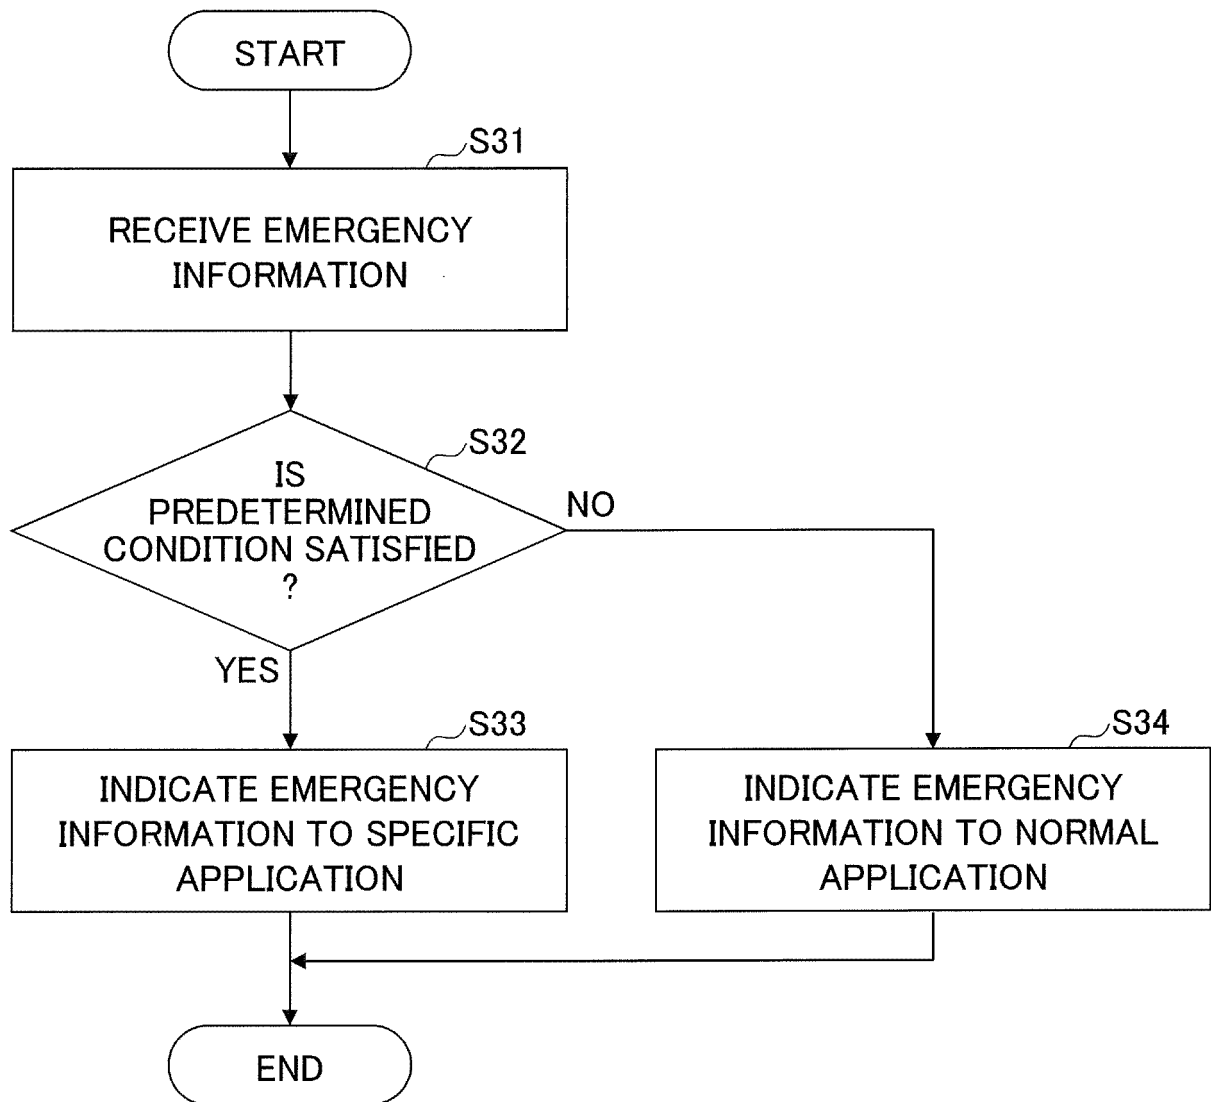 START
S31
RECEIVE EMERGENCY
INFORMATION
S32
IS
PREDETERMINED
CONDITION SATISFIED
?
NO
YES
S33
INDICATE EMERGENCY
INFORMATION TO SPECIFIC
APPLICATION
S34
INDICATE EMERGENCY
INFORMATION TO NORMAL
APPLICATION
END